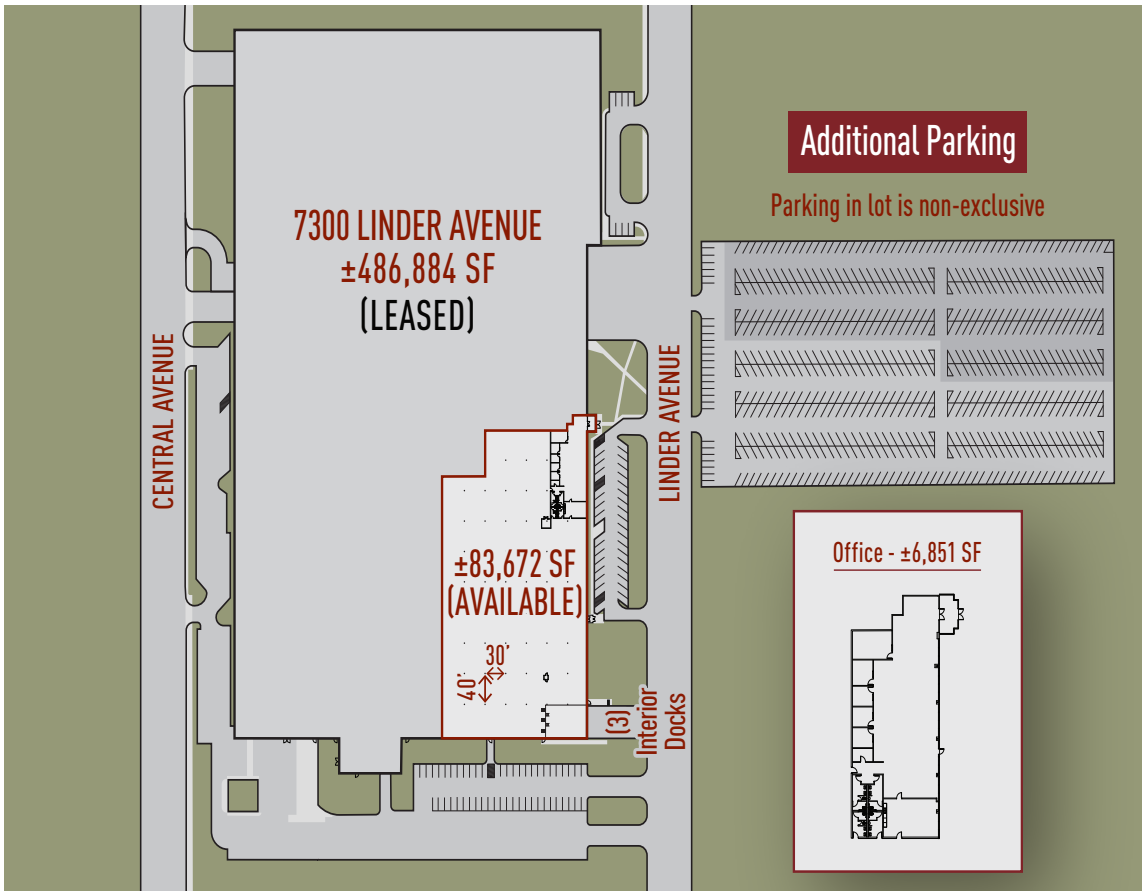 Additional Parking
Parking in lot is non-exclusive
7300 LINDER AVENUE
±486,884 SF
(LEASED)
CENTRAL AVENUE
LINDER AVENUE
±83,672 SF
(AVAILABLE)
30'
40'
(3)
Interior
Docks
Office - ±6,851 SF